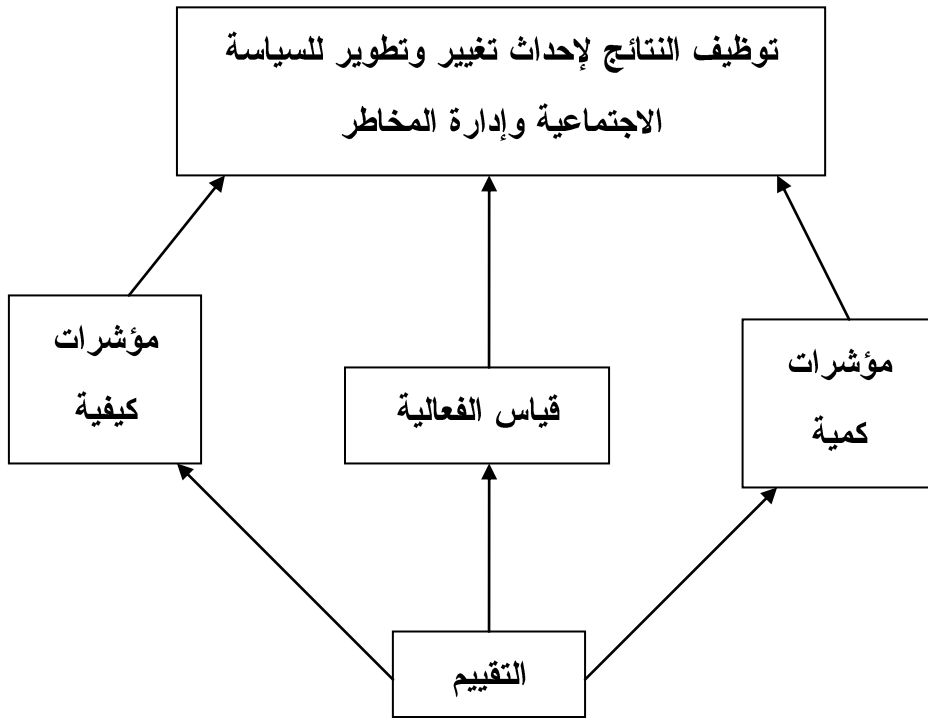 توظيف النتائج لإحداث تغيير وتطوير للسياسة
الاجتماعية وإدارة المخاطر
مؤشرات
كمية
قياس الفعالية
مؤشرات
كيفية
التقييم